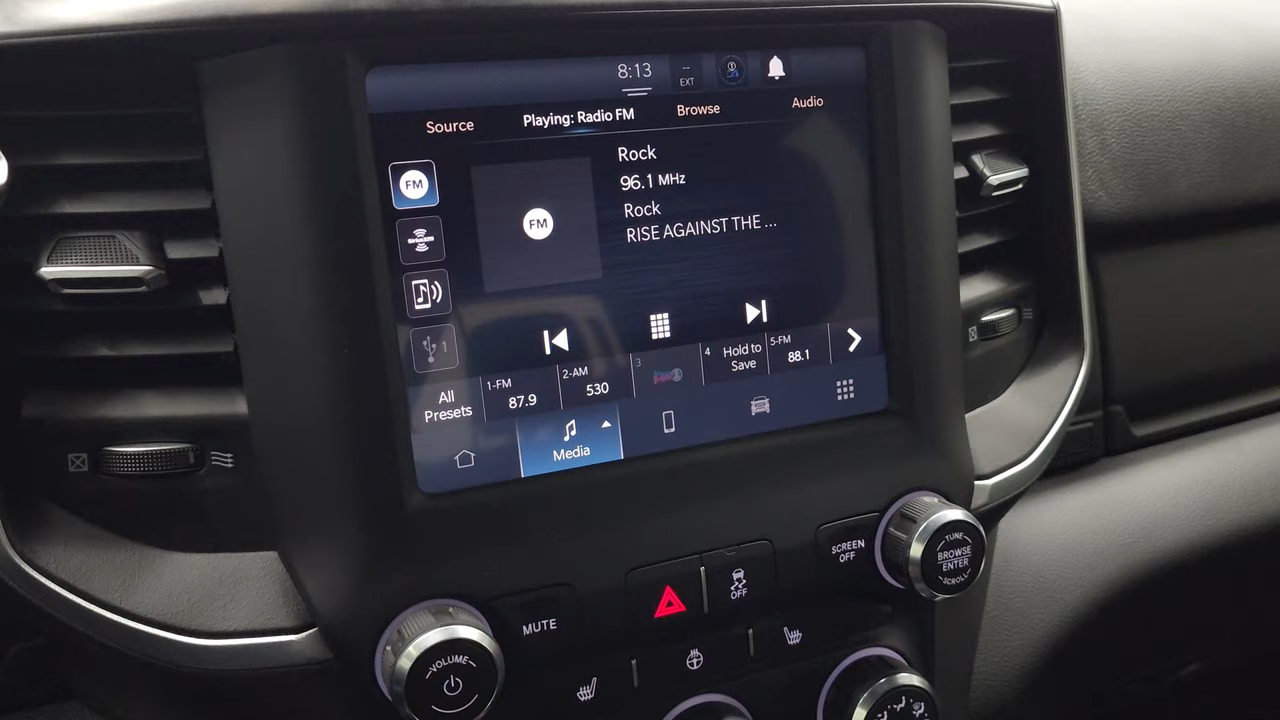 8:13
--
EXT
Source
Playing: Radio FM
Browse
Audio
FM
SiriusXM
1
FM
Rock
96.1 MHz
Rock
RISE AGAINST THE ...
All
Presets
1-FM
87.9
2-AM
530
3
4
Hold to
Save
5-FM
88.1
Media
MUTE
VOLUME
OFF
SCREEN
OFF
TUNE
BROWSE
ENTER
SCROLL